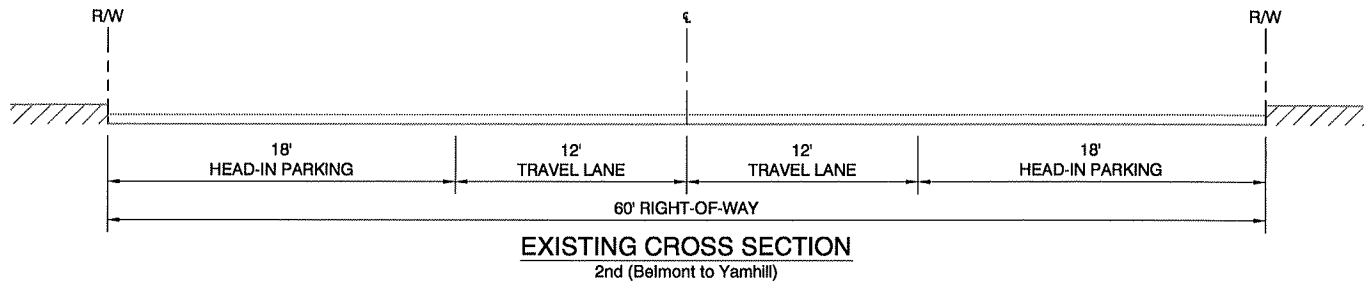 R/W
℄
R/W
18'
HEAD-IN PARKING
12'
TRAVEL LANE
12'
TRAVEL LANE
18'
HEAD-IN PARKING
60' RIGHT-OF-WAY
EXISTING CROSS SECTION
2nd (Belmont to Yamhill)